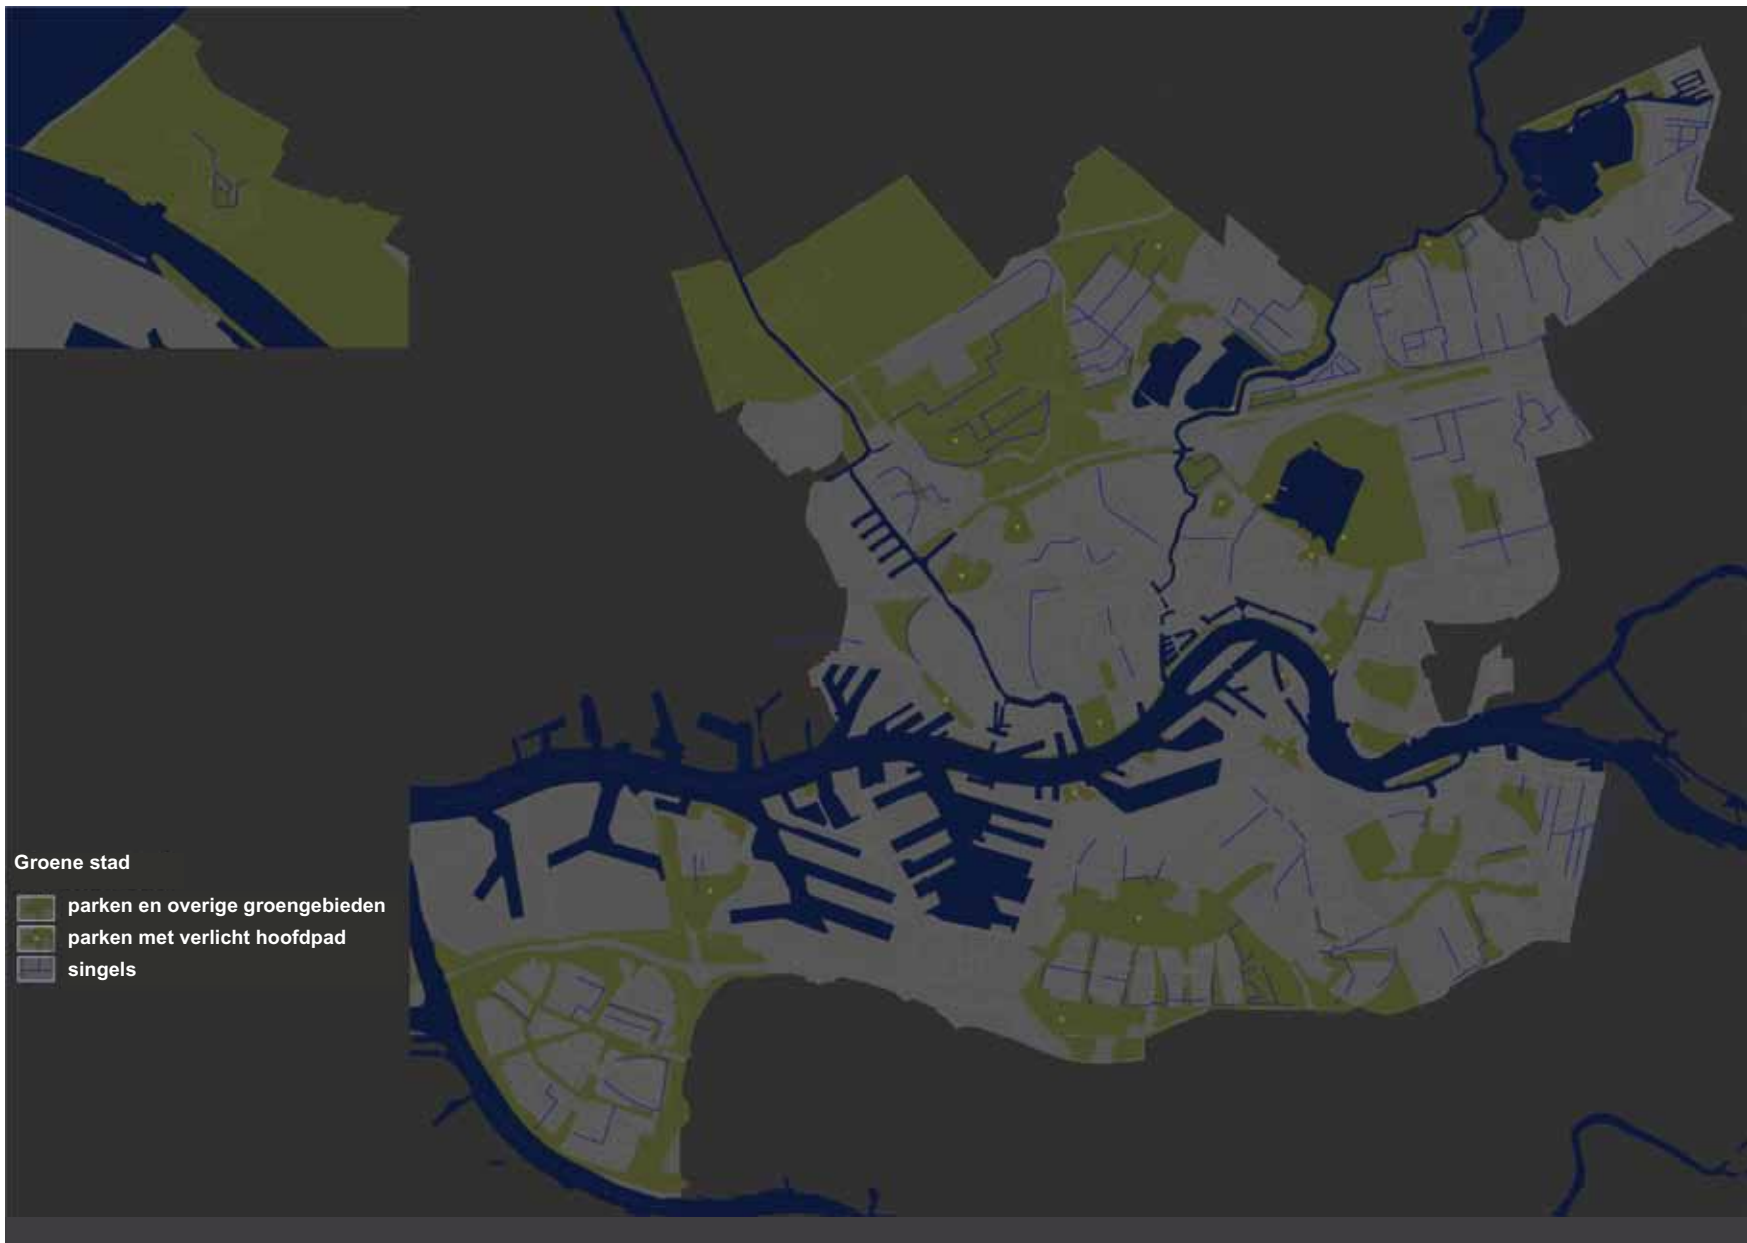 Groene stad
parken en overige groengebieden
parken met verlicht hoofdpad
singels